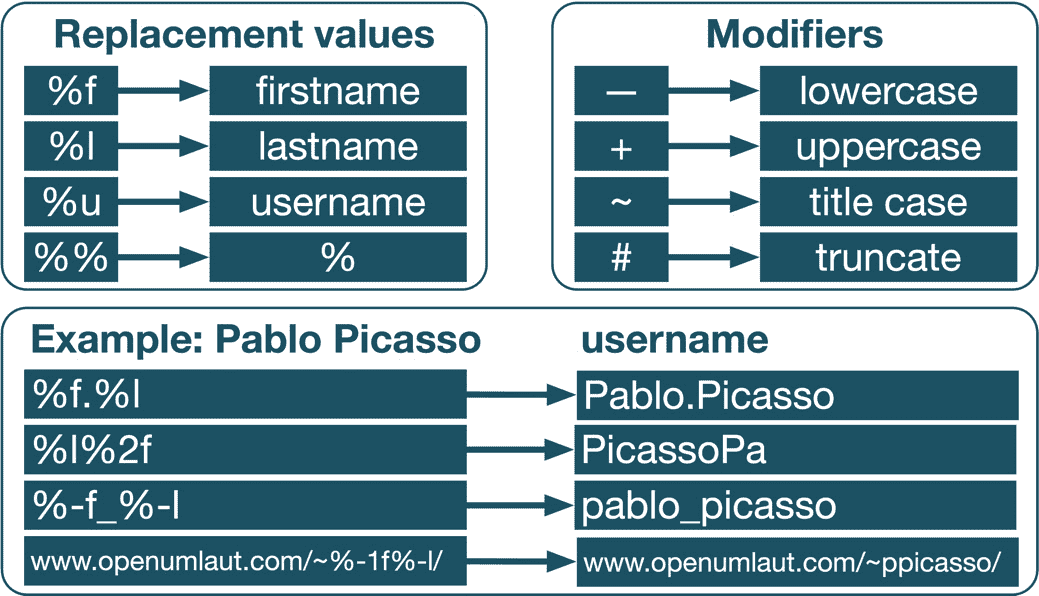 Replacement values
%f firstname
%l lastname
%u username
%% %
Modifiers
— lowercase
+ uppercase
~ title case
# truncate
Example: Pablo Picasso username
%f.%l Pablo.Picasso
%l%2f PicassoPa
%-f_%-l pablo_picasso
www.openumlaut.com/~%-1f%-l/ www.openumlaut.com/~ppicasso/